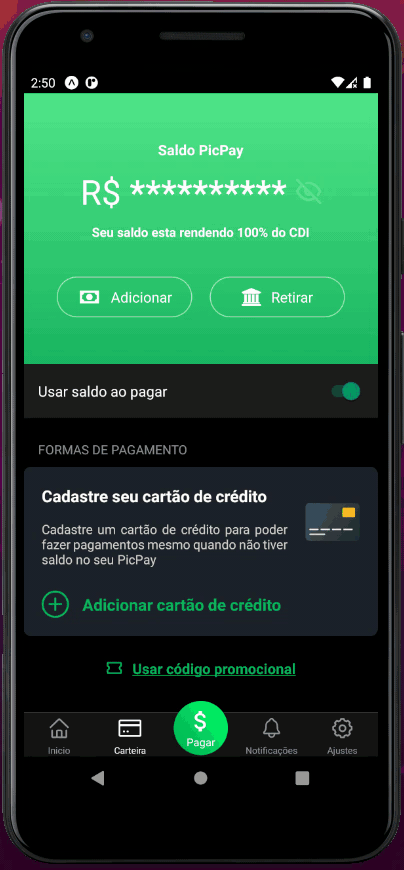 2:50
Saldo PicPay
R$ **********
Seu saldo esta rendendo 100% do CDI
Adicionar
Retirar
Usar saldo ao pagar
FORMAS DE PAGAMENTO
Cadastre seu cartão de crédito
Cadastre um cartão de crédito para poder
fazer pagamentos mesmo quando não tiver
saldo no seu PicPay
Adicionar cartão de crédito
Usar código promocional
$
Inicio
Carteira
Pagar
Notificações
Ajustes